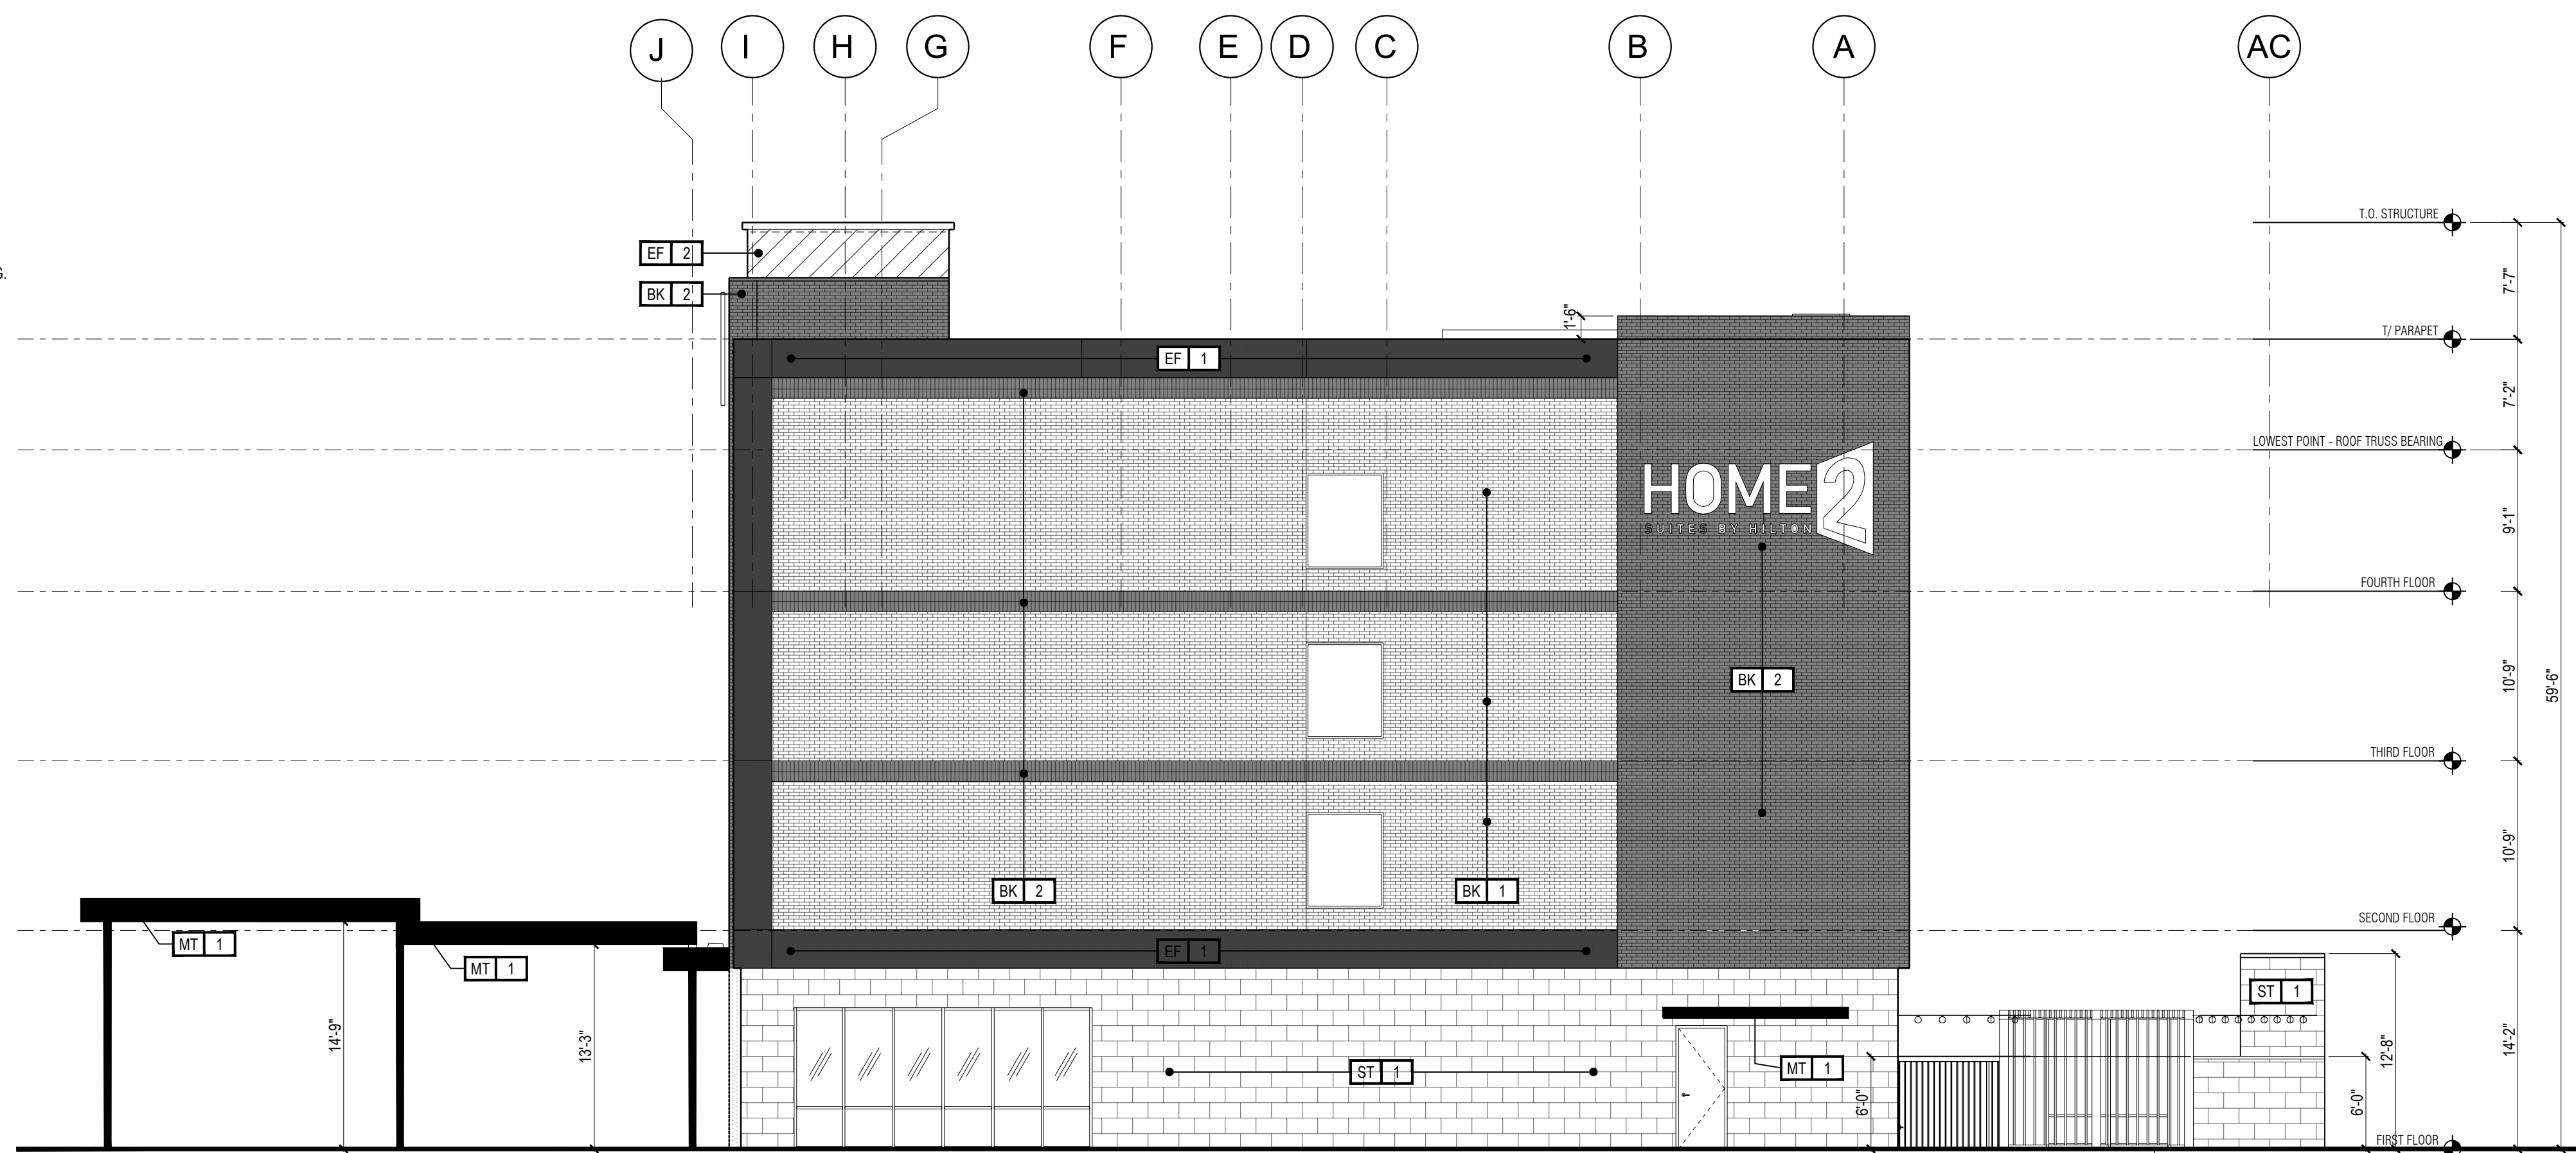 J I H G F E D C B A AC
T.O. STRUCTURE
EF 2
7'-7"
BK 2
1'-6"
T/ PARAPET
EF 1
7'-2"
LOWEST POINT - ROOF TRUSS BEARING
HOME 2
SUITES BY HILTON
9'-1"
FOURTH FLOOR
BK 2
10'-9"
59'-6"
THIRD FLOOR
10'-9"
BK 2
BK 1
SECOND FLOOR
MT 1
EF 1
MT 1
ST 1
14'-9"
13'-3"
14'-2"
12'-8"
ST 1
MT 1
6'-0"
6'-0"
FIRST FLOOR